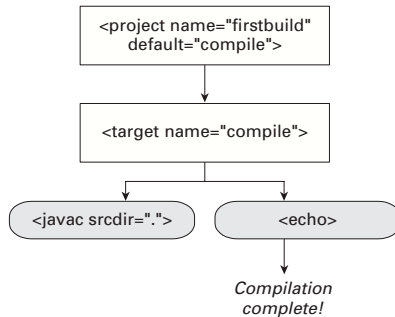 <project name="firstbuild"
default="compile">
<target name="compile">
<javac srcdir=".">
<echo>
Compilation
complete!